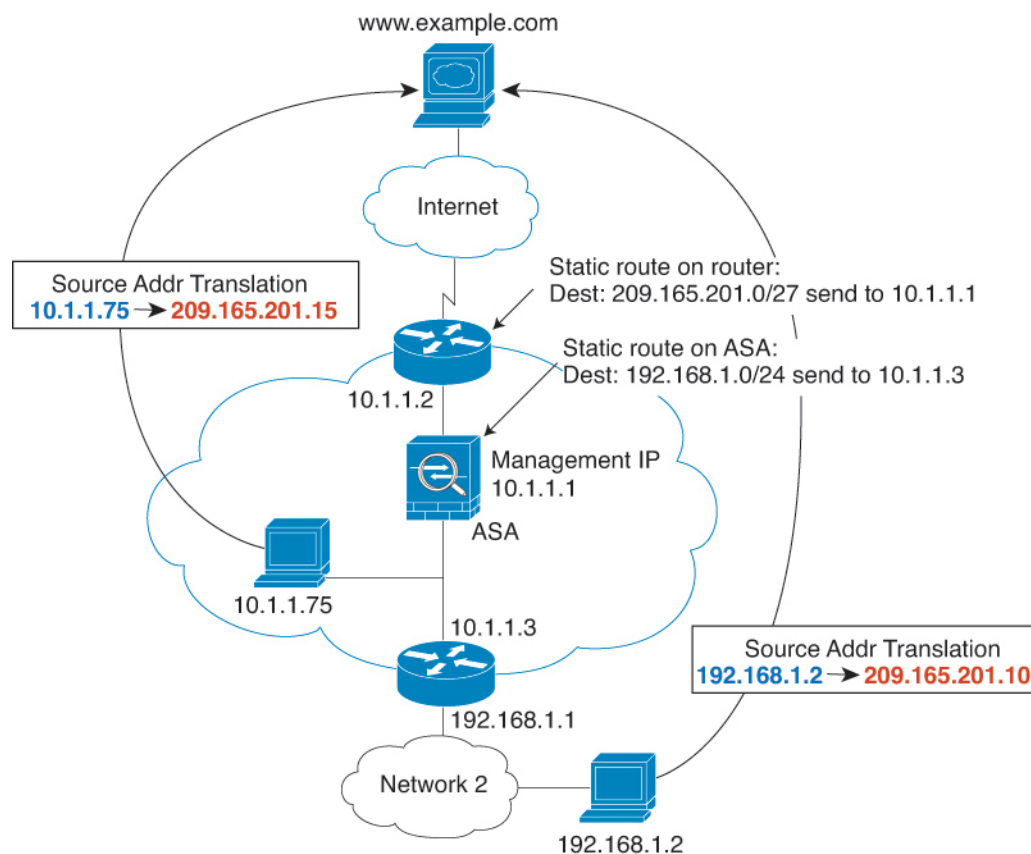 www.example.com
Internet
Source Addr Translation
10.1.1.75 → 209.165.201.15
Static route on router:
Dest: 209.165.201.0/27 send to 10.1.1.1
Static route on ASA:
Dest: 192.168.1.0/24 send to 10.1.1.3
10.1.1.2
Management IP
10.1.1.1
ASA
10.1.1.75
10.1.1.3
Source Addr Translation
192.168.1.2 → 209.165.201.10
192.168.1.1
Network 2
192.168.1.2